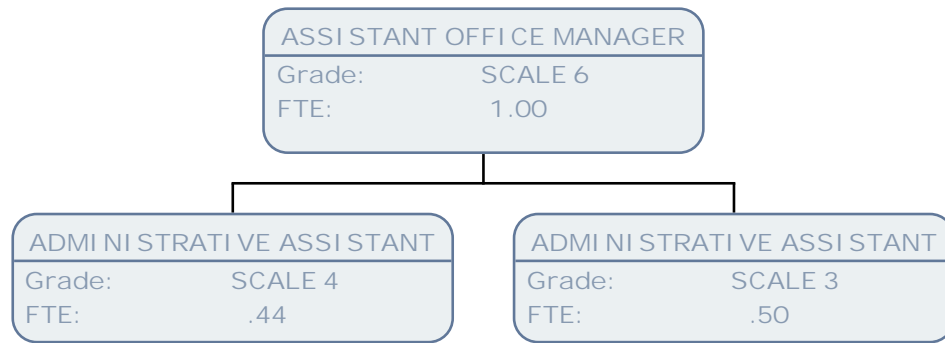 ASSISTANT OFFICE MANAGER
Grade: SCALE 6
FTE: 1.00
ADMINISTRATIVE ASSISTANT
Grade: SCALE 4
FTE: .44
ADMINISTRATIVE ASSISTANT
Grade: SCALE 3
FTE: .50